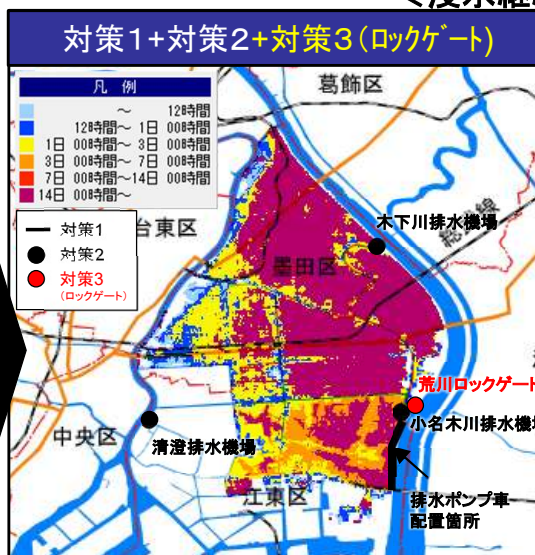 対策1+対策2+対策3(ロックゲート)
凡 例
～ 12時間
12時間～ 1日 00時間
1日 00時間～ 3日 00時間
3日 00時間～ 7日 00時間
7日 00時間～14日 00時間
14日 00時間～
対策1
対策2
対策3
(ロックゲート)
葛飾区
台東区
総武線
木下川排水機場
墨田区
荒川ロックゲート
小名木川排水機場
中央区
清澄排水機場
江東区
排水ポンプ車
配置箇所